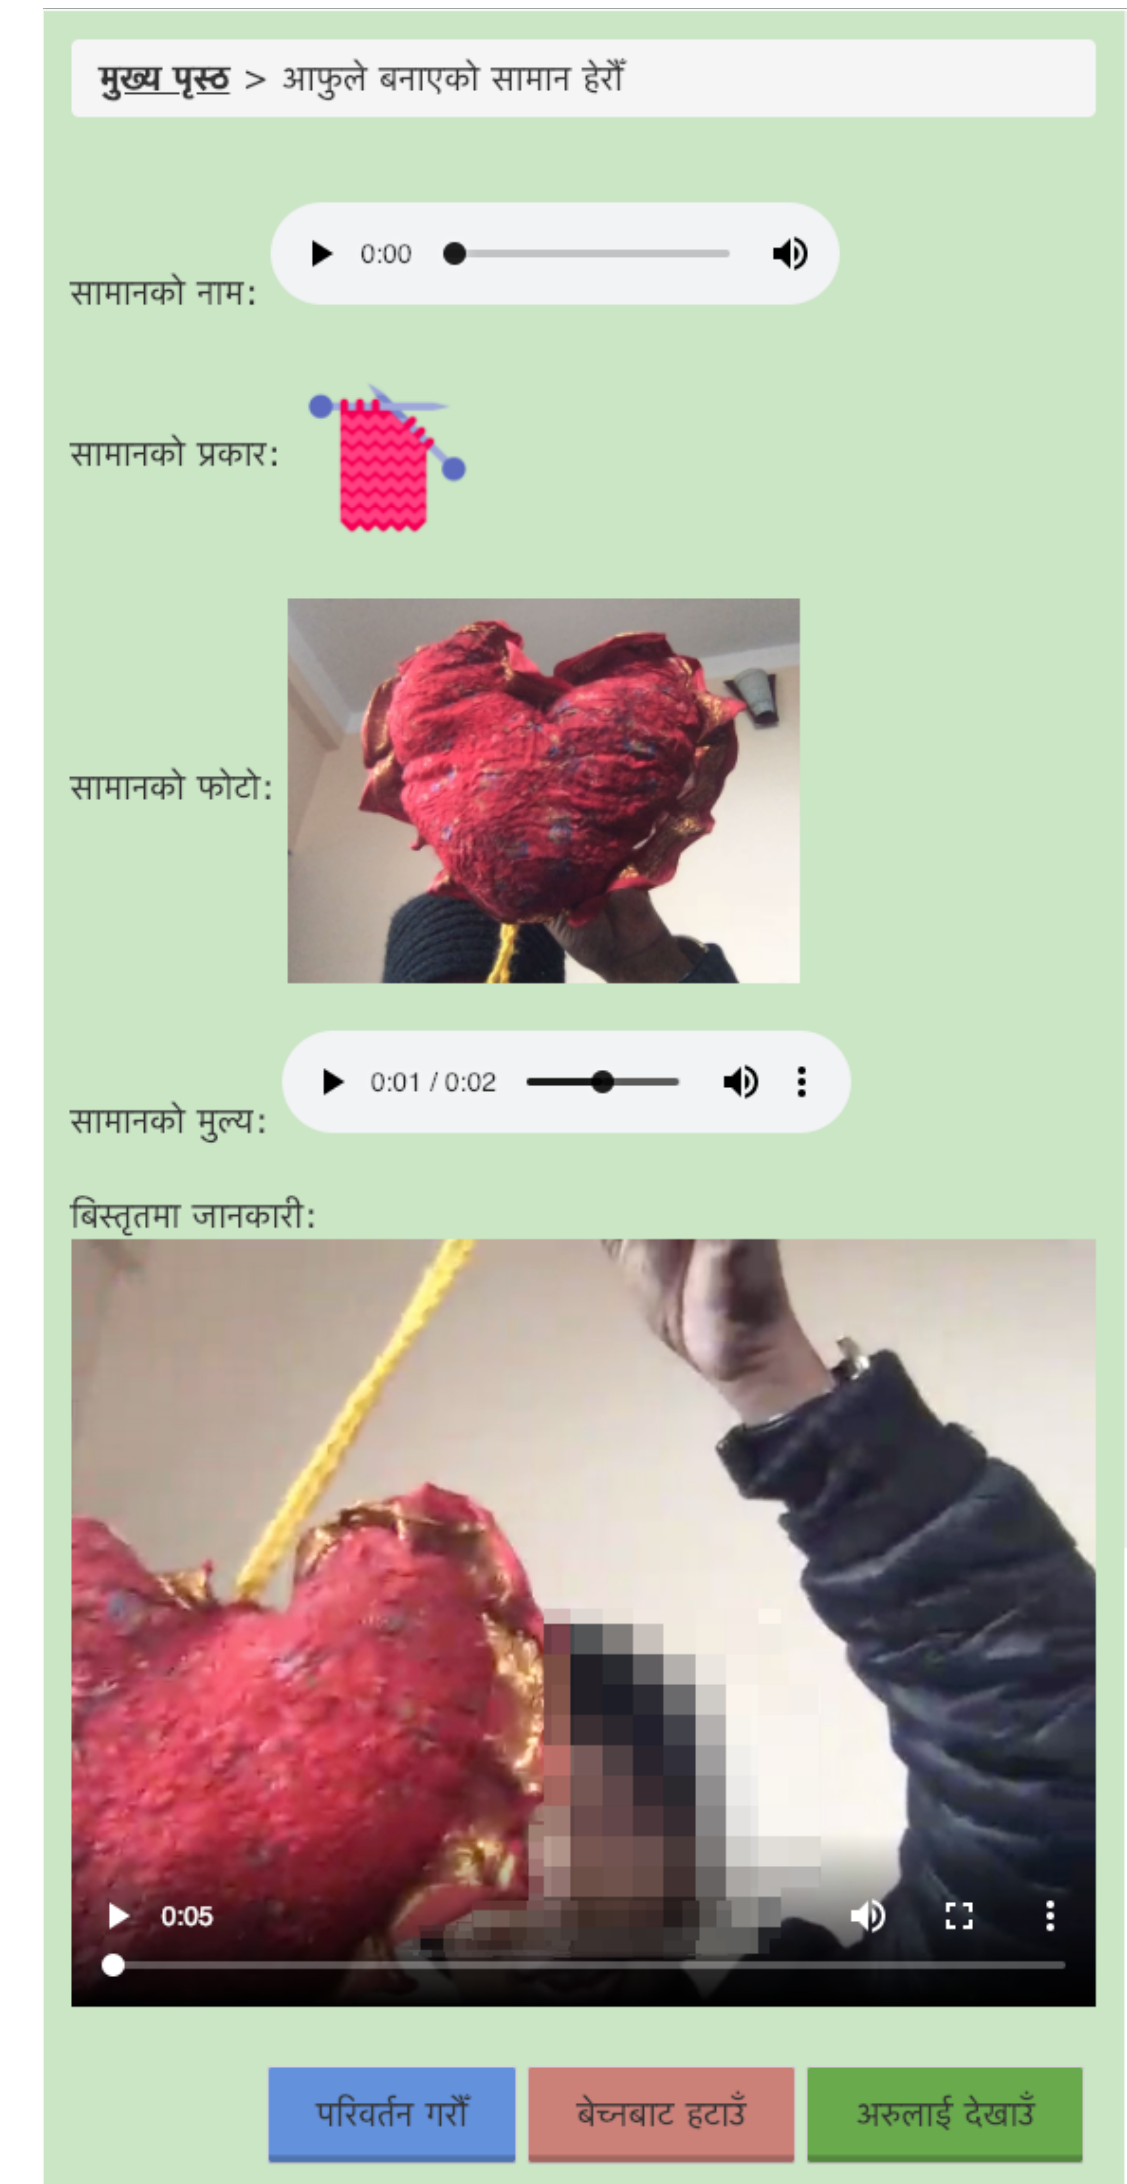 मुख्य पृस्ठ > आफुले बनाएको सामान हेरौँ
0:00
सामानको नाम:
सामानको प्रकार:
सामानको फोटो:
0:01 / 0:02
सामानको मुल्य:
बिस्तृतमा जानकारी:
0:05
परिवर्तन गरौँ बेच्नबाट हटाउँ अरुलाई देखाउँ